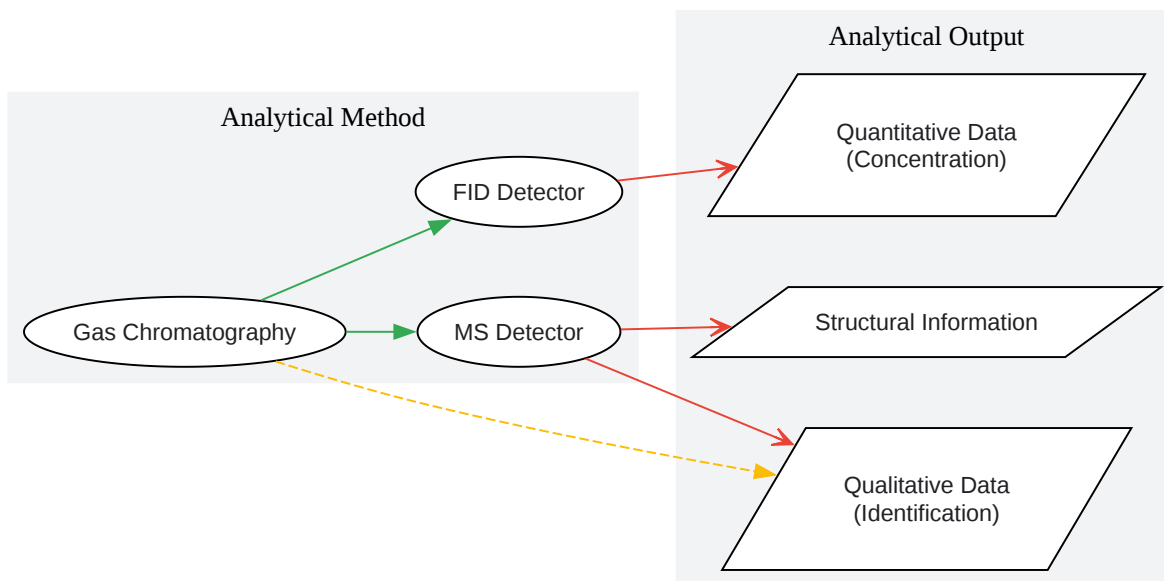 Analytical Method
Gas Chromatography
FID Detector
MS Detector
Analytical Output
Quantitative Data
(Concentration)
Structural Information
Qualitative Data
(Identification)